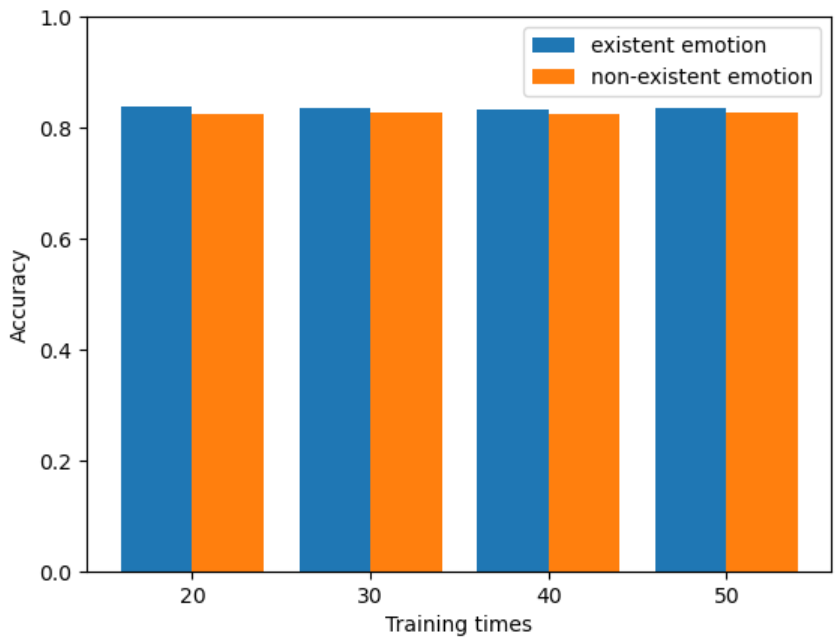 1.0
existent emotion
non-existent emotion
0.8
0.6
Accuracy
0.4
0.2
0.0
20 30 40 50
Training times